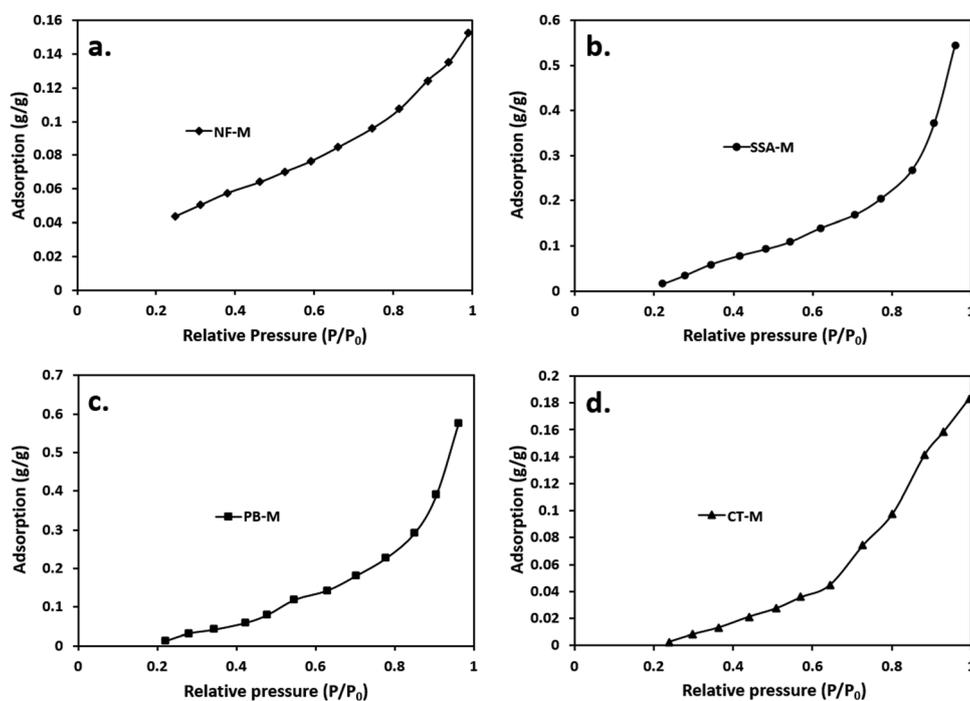 a.
Adsorption (g/g)
0.16
0.14
0.12
0.1
0.08
0.06
0.04
0.02
0
NF-M
0 0.2 0.4 0.6 0.8 1
Relative Pressure (P/P₀)
b.
Adsorption (g/g)
0.6
0.5
0.4
0.3
0.2
0.1
0
SSA-M
0 0.2 0.4 0.6 0.8 1
Relative pressure (P/P₀)
c.
Adsorption (g/g)
0.7
0.6
0.5
0.4
0.3
0.2
0.1
0
PB-M
0 0.2 0.4 0.6 0.8 1
Relative pressure (P/P₀)
d.
Adsorption (g/g)
0.2
0.18
0.16
0.14
0.12
0.1
0.08
0.06
0.04
0.02
0
CT-M
0 0.2 0.4 0.6 0.8 1
Relative pressure (P/P₀)